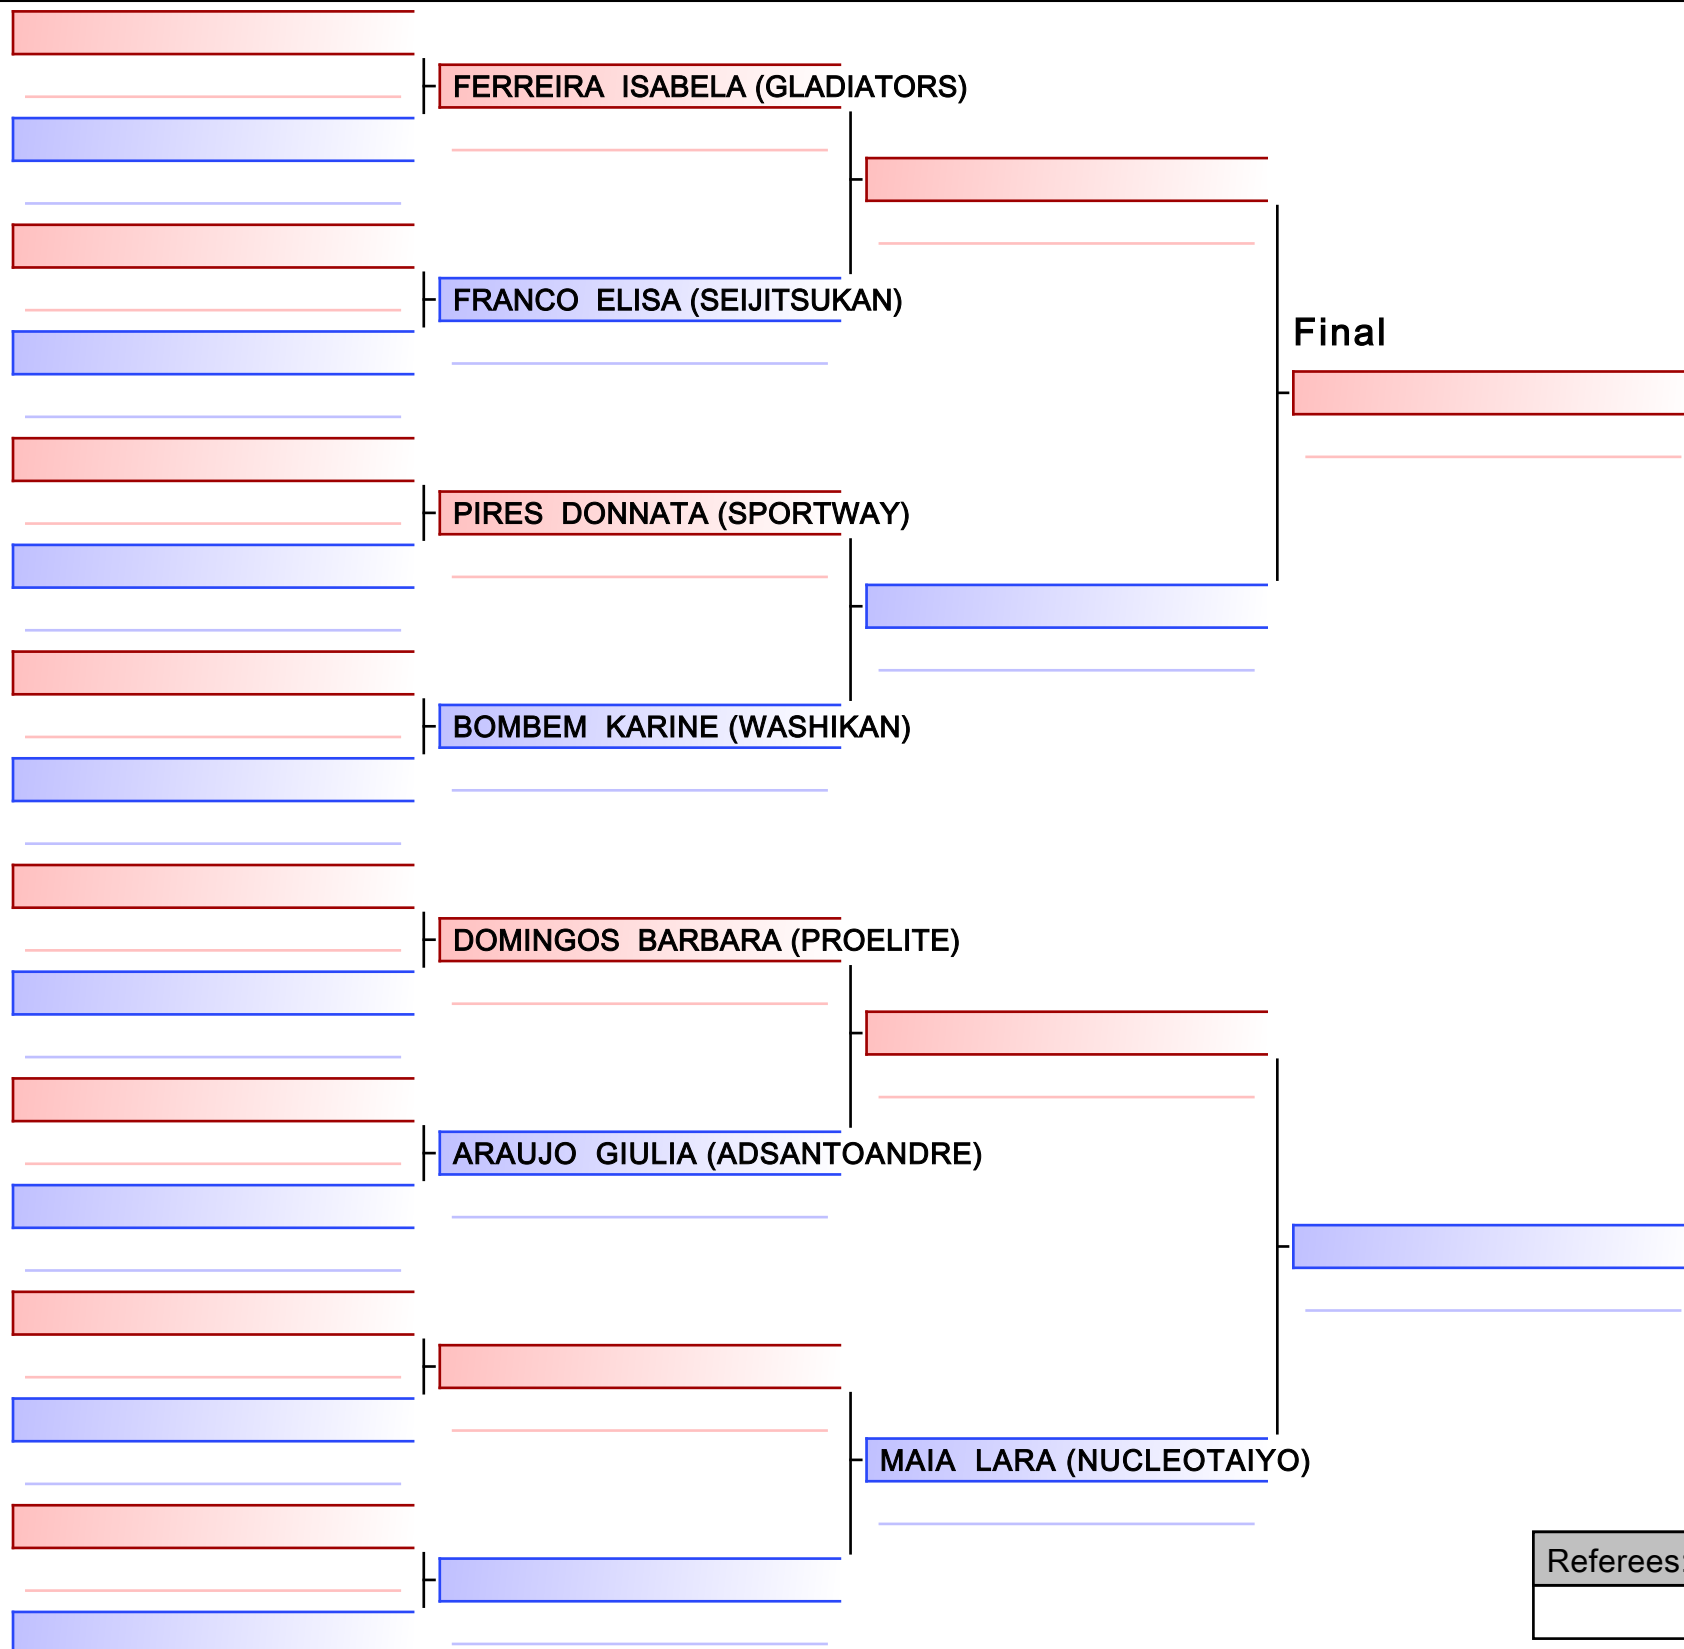 FERREIRA  ISABELA (GLADIATORS)
FRANCO  ELISA (SEIJITSUKAN)
Final
PIRES  DONNATA (SPORTWAY)
BOMBEM  KARINE (WASHIKAN)
DOMINGOS  BARBARA (PROELITE)
ARAUJO  GIULIA (ADSANTOANDRE)
MAIA  LARA (NUCLEOTAIYO)
Referees: